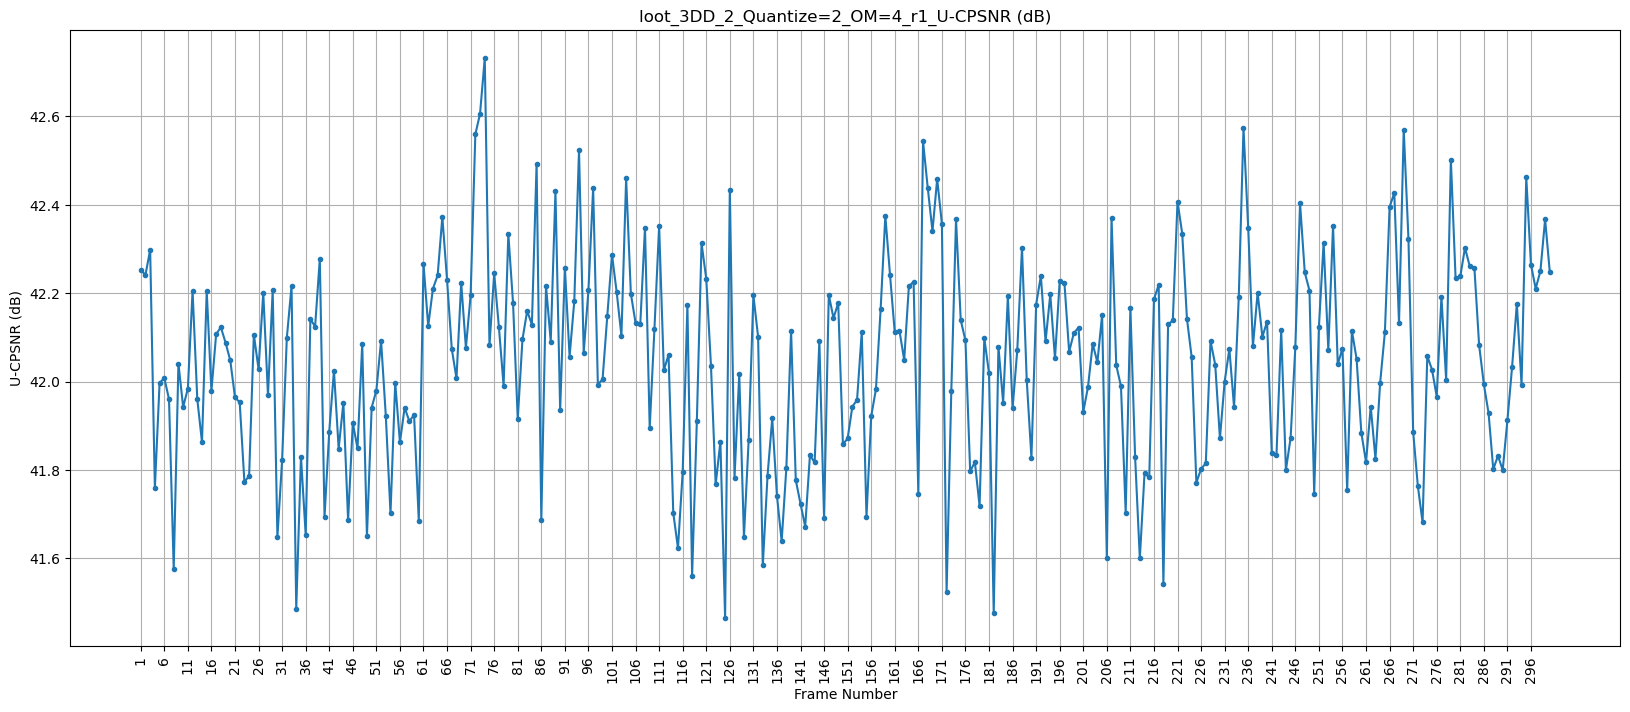 loot_3DD_2_Quantize=2_OM=4_r1_U-CPSNR (dB)
U-CPSNR (dB)
42.6
42.4
42.2
42.0
41.8
41.6
1 6 11 16 21 26 31 36 41 46 51 56 61 66 71 76 81 86 91 96 101 106 111 116 121 126 131 136 141 146 151 156 161 166 171 176 181 186 191 196 201 206 211 216 221 226 231 236 241 246 251 256 261 266 271 276 281 286 291 296
Frame Number